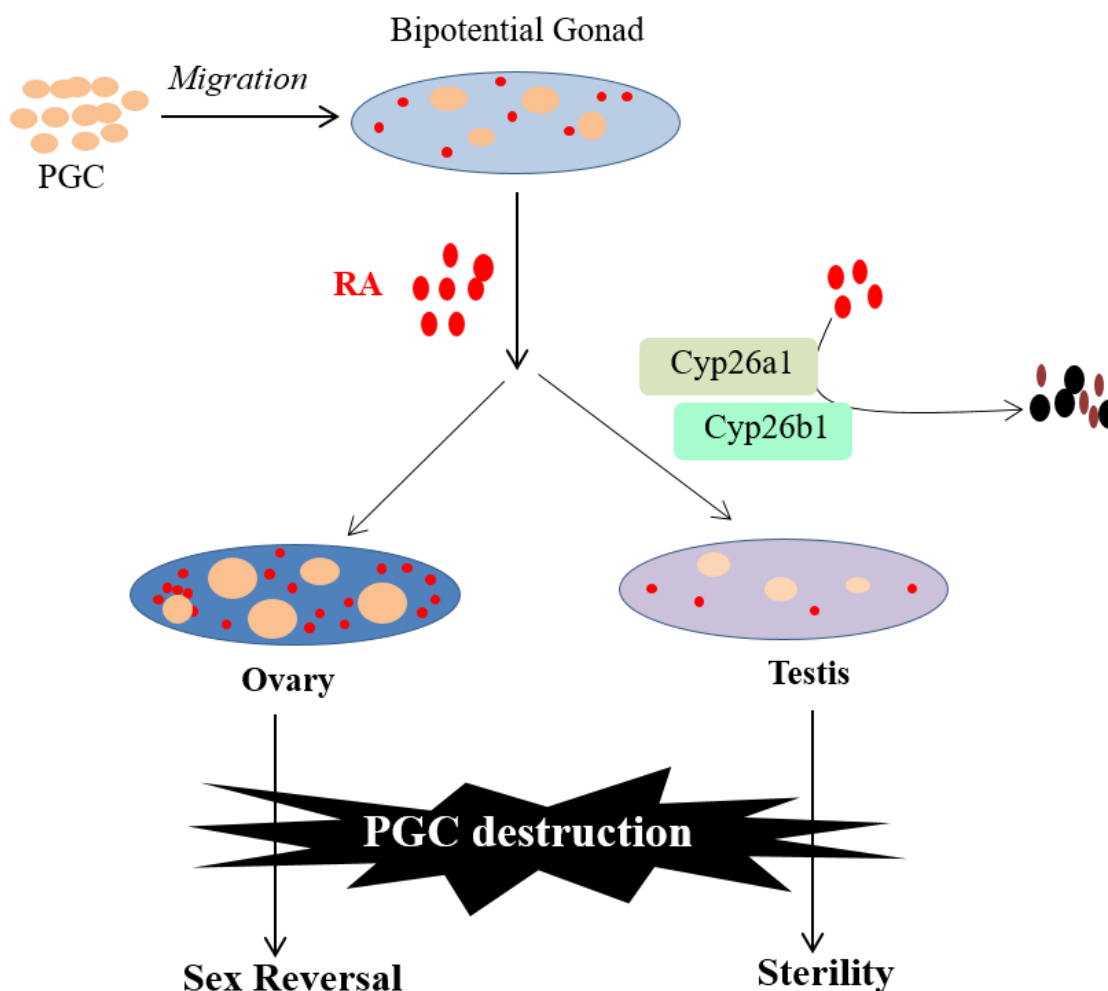 Bipotential Gonad
Migration
PGC
RA
Cyp26a1
Cyp26b1
Ovary
Testis
PGC destruction
Sex Reversal
Sterility